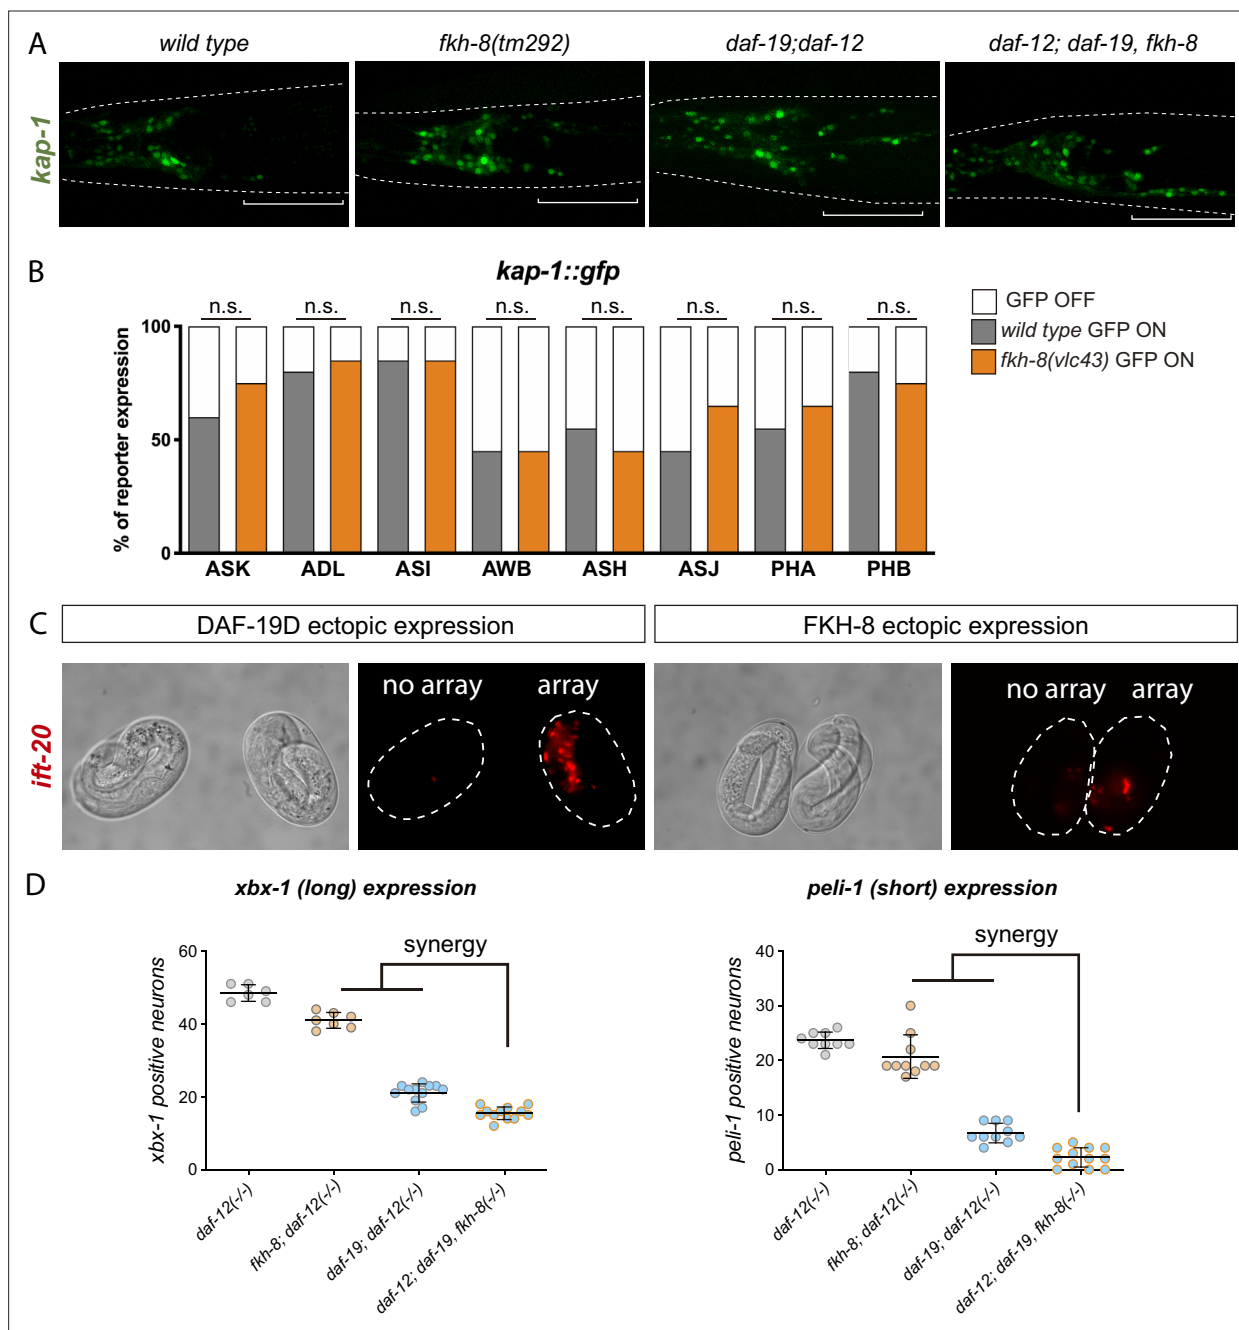 A
wild type
fkh-8(tm292)
daf-19;daf-12
daf-12; daf-19, fkh-8
kap-1
B
kap-1::gfp
n.s. n.s. n.s. n.s. n.s. n.s. n.s. n.s.
GFP OFF
wild type GFP ON
fkh-8(vlc43) GFP ON
% of reporter expression
100
50
0
ASK ADL ASI AWB ASH ASJ PHA PHB
C
DAF-19D ectopic expression
FKH-8 ectopic expression
ift-20
no array
array
no array
array
D
xbx-1 (long) expression
synergy
xbx-1 positive neurons
60
40
20
0
daf-12(-/-)
fkh-8; daf-12(-/-)
daf-19; daf-12(-/-)
daf-12; daf-19, fkh-8(-/-)
peli-1 (short) expression
synergy
peli-1 positive neurons
40
30
20
10
0
daf-12(-/-)
fkh-8; daf-12(-/-)
daf-19; daf-12(-/-)
daf-12; daf-19, fkh-8(-/-)